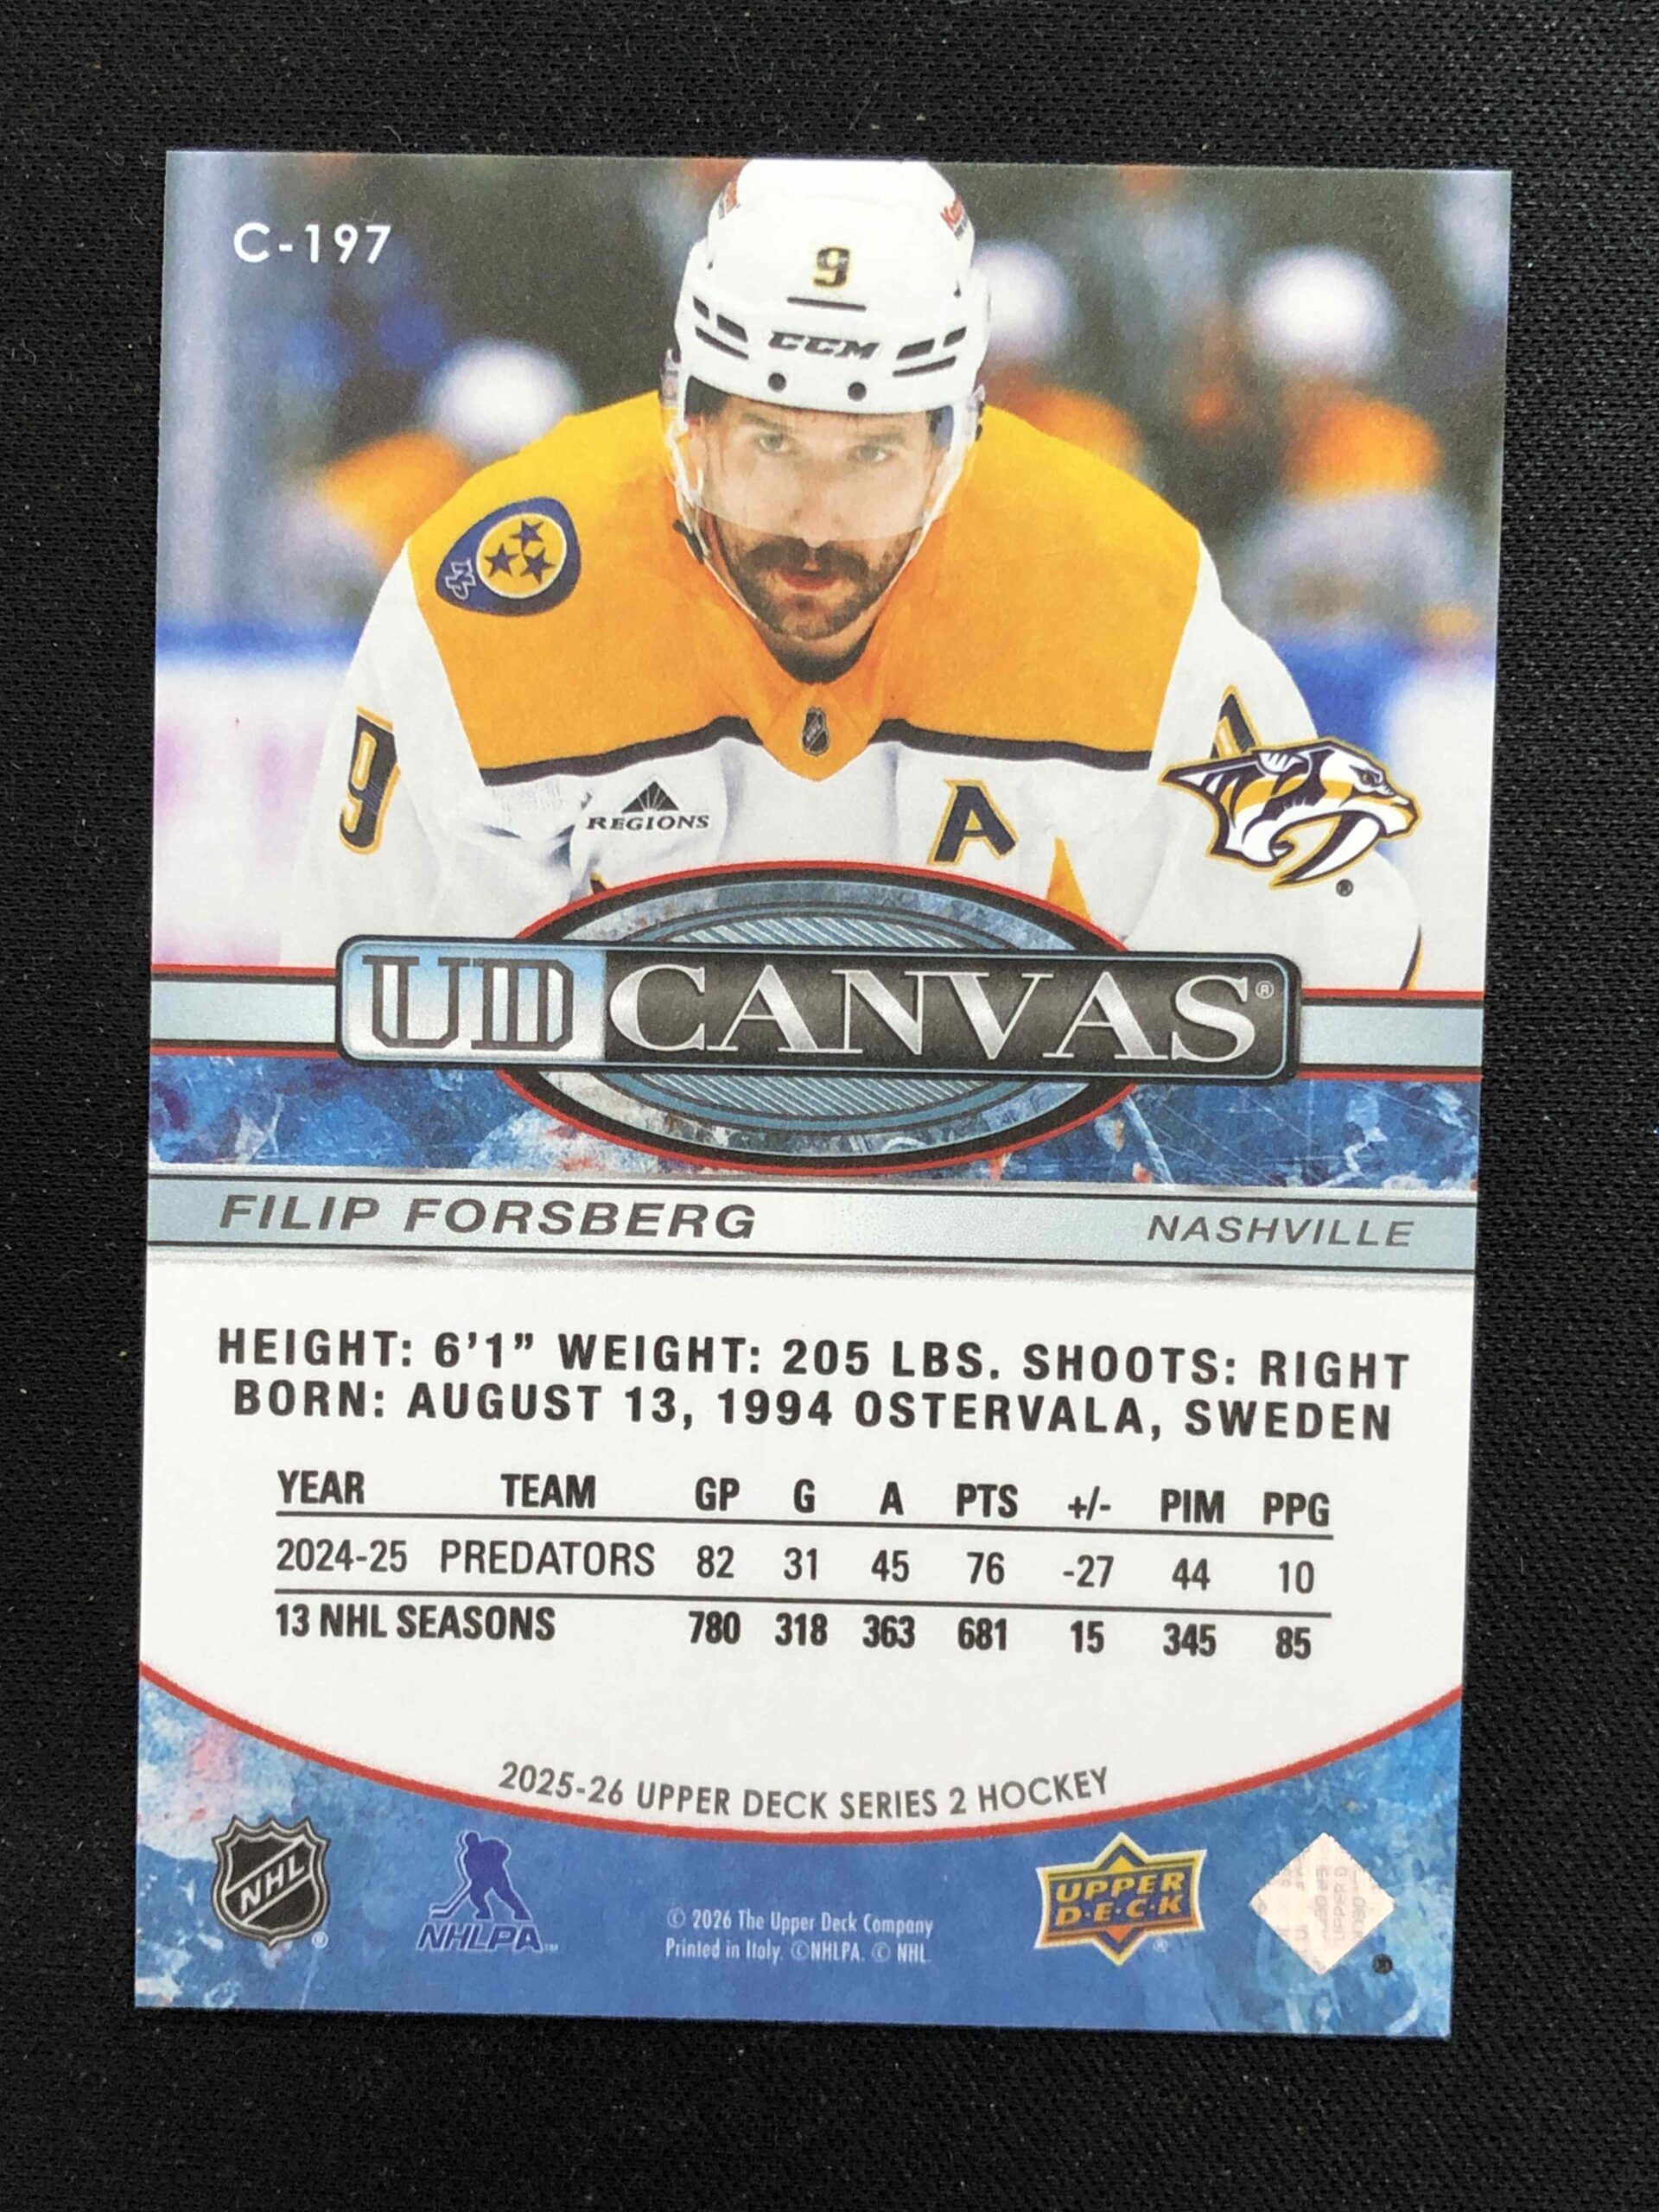 C-197
9
CCM
9
REGIONS
A
UD CANVAS®
FILIP FORSBERG NASHVILLE
HEIGHT: 6'1” WEIGHT: 205 LBS. SHOOTS: RIGHT
BORN: AUGUST 13, 1994 OSTERVALA, SWEDEN
YEAR TEAM GP G A PTS +/- PIM PPG
2024-25 PREDATORS 82 31 45 76 -27 44 10
13 NHL SEASONS 780 318 363 681 15 345 85
2025-26 UPPER DECK SERIES 2 HOCKEY
NHL ®
NHLPA ™
© 2026 The Upper Deck Company
Printed in Italy. ©NHLPA. © NHL.
UPPER
D·E·C·K ®